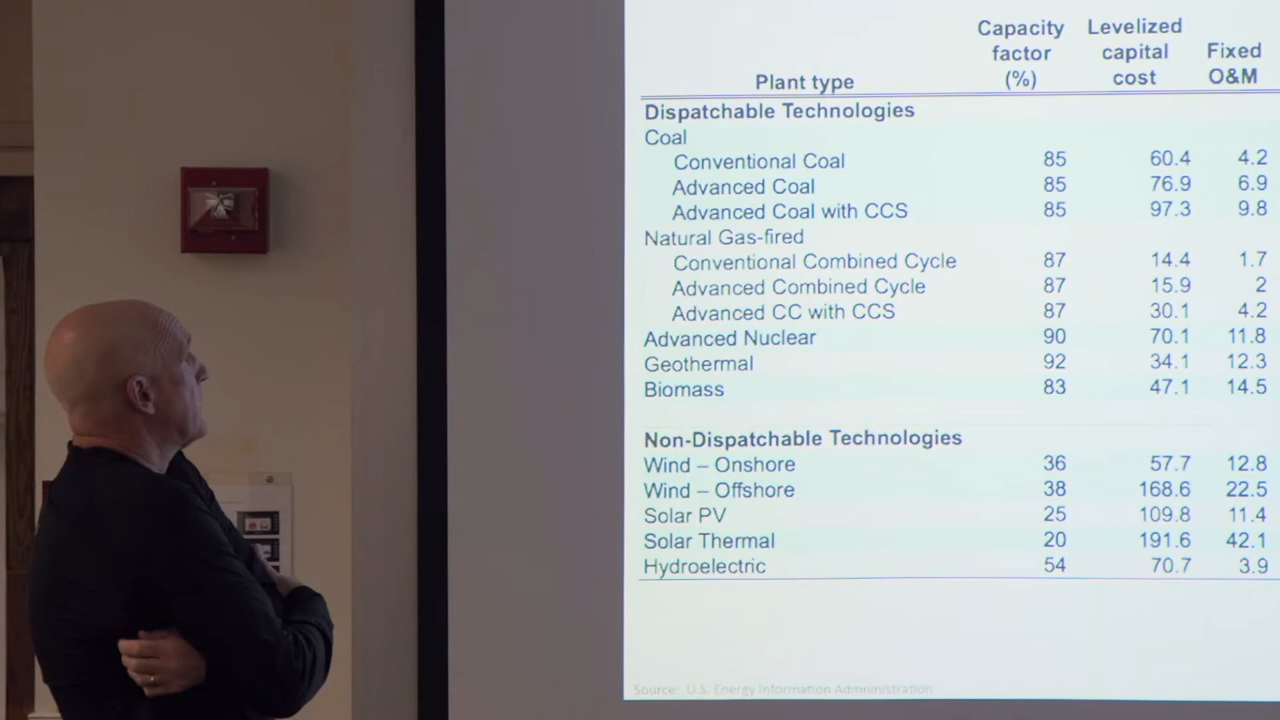 Capacity Levelized
factor capital Fixed
Plant type (%) cost O&M
Dispatchable Technologies
Coal
Conventional Coal 85 60.4 4.2
Advanced Coal 85 76.9 6.9
Advanced Coal with CCS 85 97.3 9.8
Natural Gas-fired
Conventional Combined Cycle 87 14.4 1.7
Advanced Combined Cycle 87 15.9 2
Advanced CC with CCS 87 30.1 4.2
Advanced Nuclear 90 70.1 11.8
Geothermal 92 34.1 12.3
Biomass 83 47.1 14.5
Non-Dispatchable Technologies
Wind – Onshore 36 57.7 12.8
Wind – Offshore 38 168.6 22.5
Solar PV 25 109.8 11.4
Solar Thermal 20 191.6 42.1
Hydroelectric 54 70.7 3.9
Source: U.S. Energy Information Admninistration